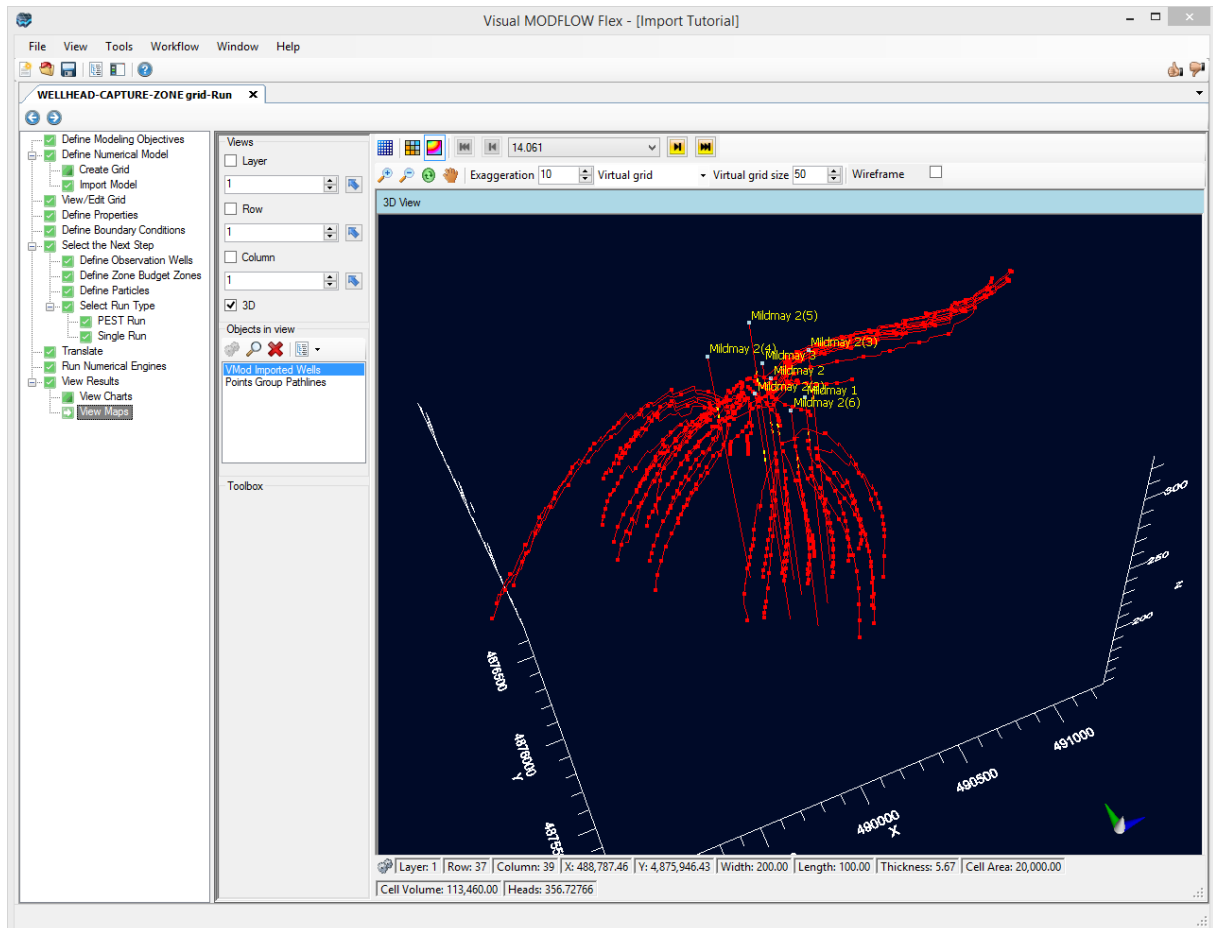 Visual MODFLOW Flex - [Import Tutorial]
File View Tools Workflow Window Help
WELLHEAD-CAPTURE-ZONE grid-Run X
Define Modeling Objectives
Define Numerical Model
Create Grid
Import Model
View/Edit Grid
Define Properties
Define Boundary Conditions
Select the Next Step
Define Observation Wells
Define Zone Budget Zones
Define Particles
Select Run Type
PEST Run
Single Run
Translate
Run Numerical Engines
View Results
View Charts
View Maps
Views
Layer
1
Row
1
Column
1
3D
Objects in view
VMod Imported Wells
Points Group Pathlines
Toolbox
14.061
Exaggeration 10 Virtual grid Virtual grid size 50 Wireframe
3D View
Mildmay 2(5)
Mildmay 2(3)
Mildmay 2(4)
Mildmay 3
Mildmay 2
Mildmay 2(2)
Mildmay 1
Mildmay 2(6)
300
250
z
200
4876500
4876000
Y
48755
491000
490500
490000
X
Layer: 1 Row: 37 Column: 39 X: 488,787.46 Y: 4,875,946.43 Width: 200.00 Length: 100.00 Thickness: 5.67 Cell Area: 20,000.00
Cell Volume: 113,460.00 Heads: 356.72766